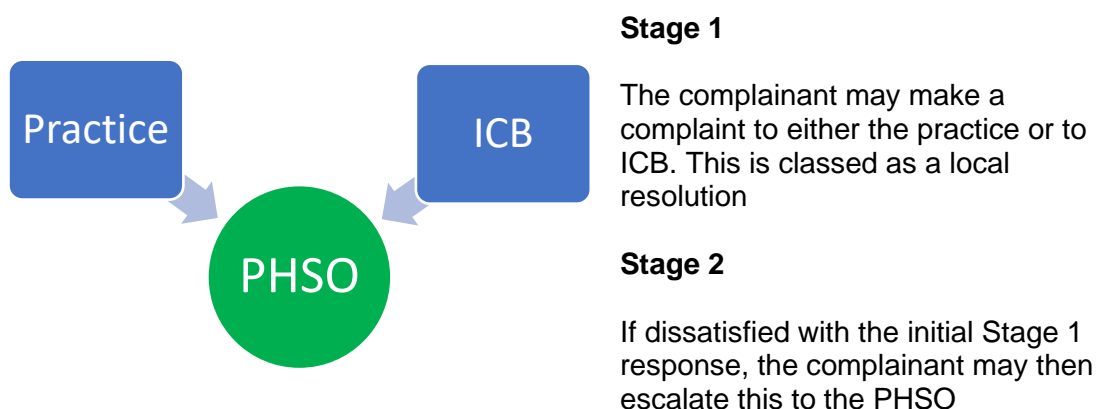 Practice
ICB
PHSO
Stage 1
The complainant may make a
complaint to either the practice or to
ICB. This is classed as a local
resolution
Stage 2
If dissatisfied with the initial Stage 1
response, the complainant may then
escalate this to the PHSO